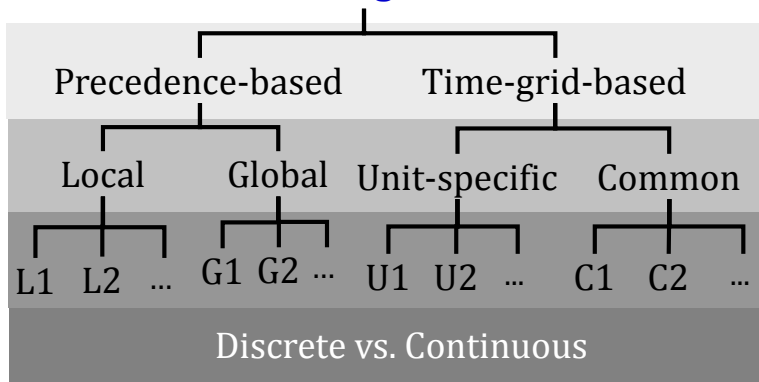 Precedence-based Time-grid-based
Local Global Unit-specific Common
L1 L2 ... G1 G2 ... U1 U2 ... C1 C2 ...
Discrete vs. Continuous